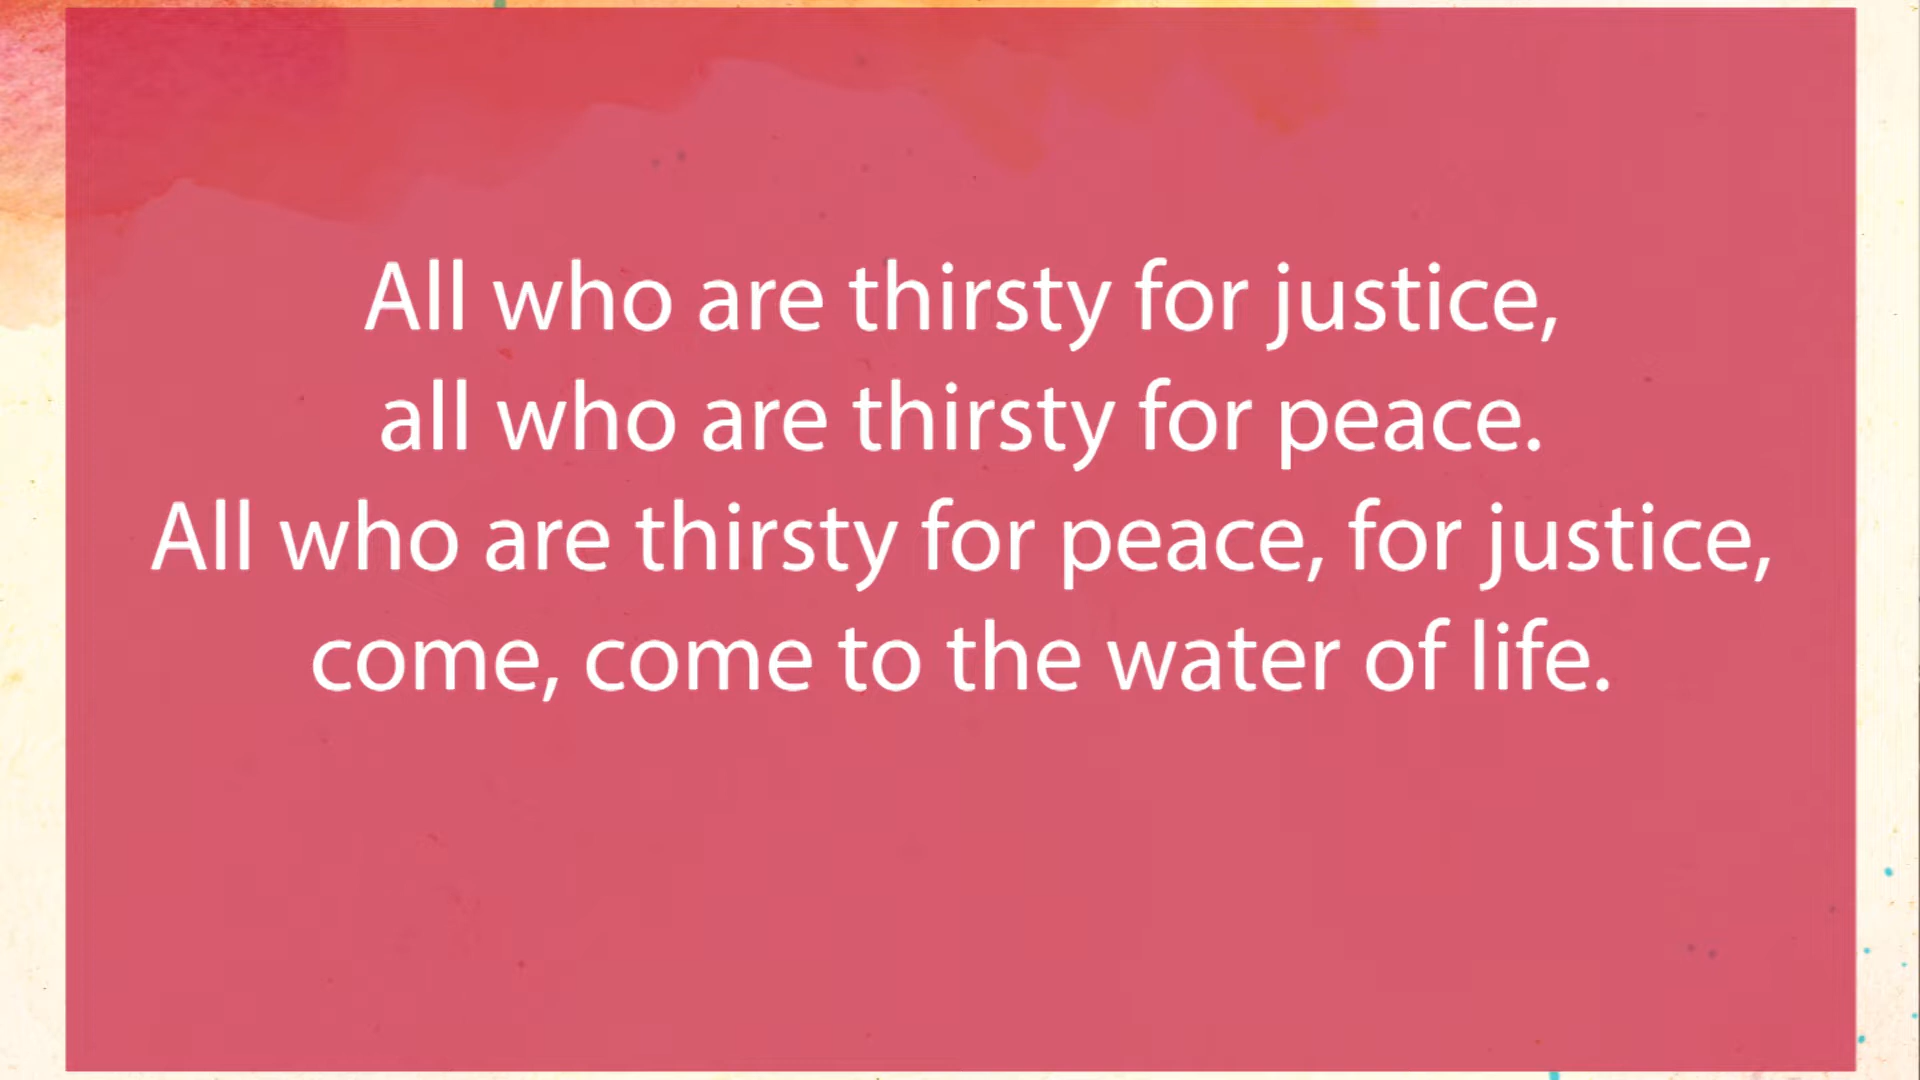 All who are thirsty for justice,
all who are thirsty for peace.
All who are thirsty for peace, for justice,
come, come to the water of life.